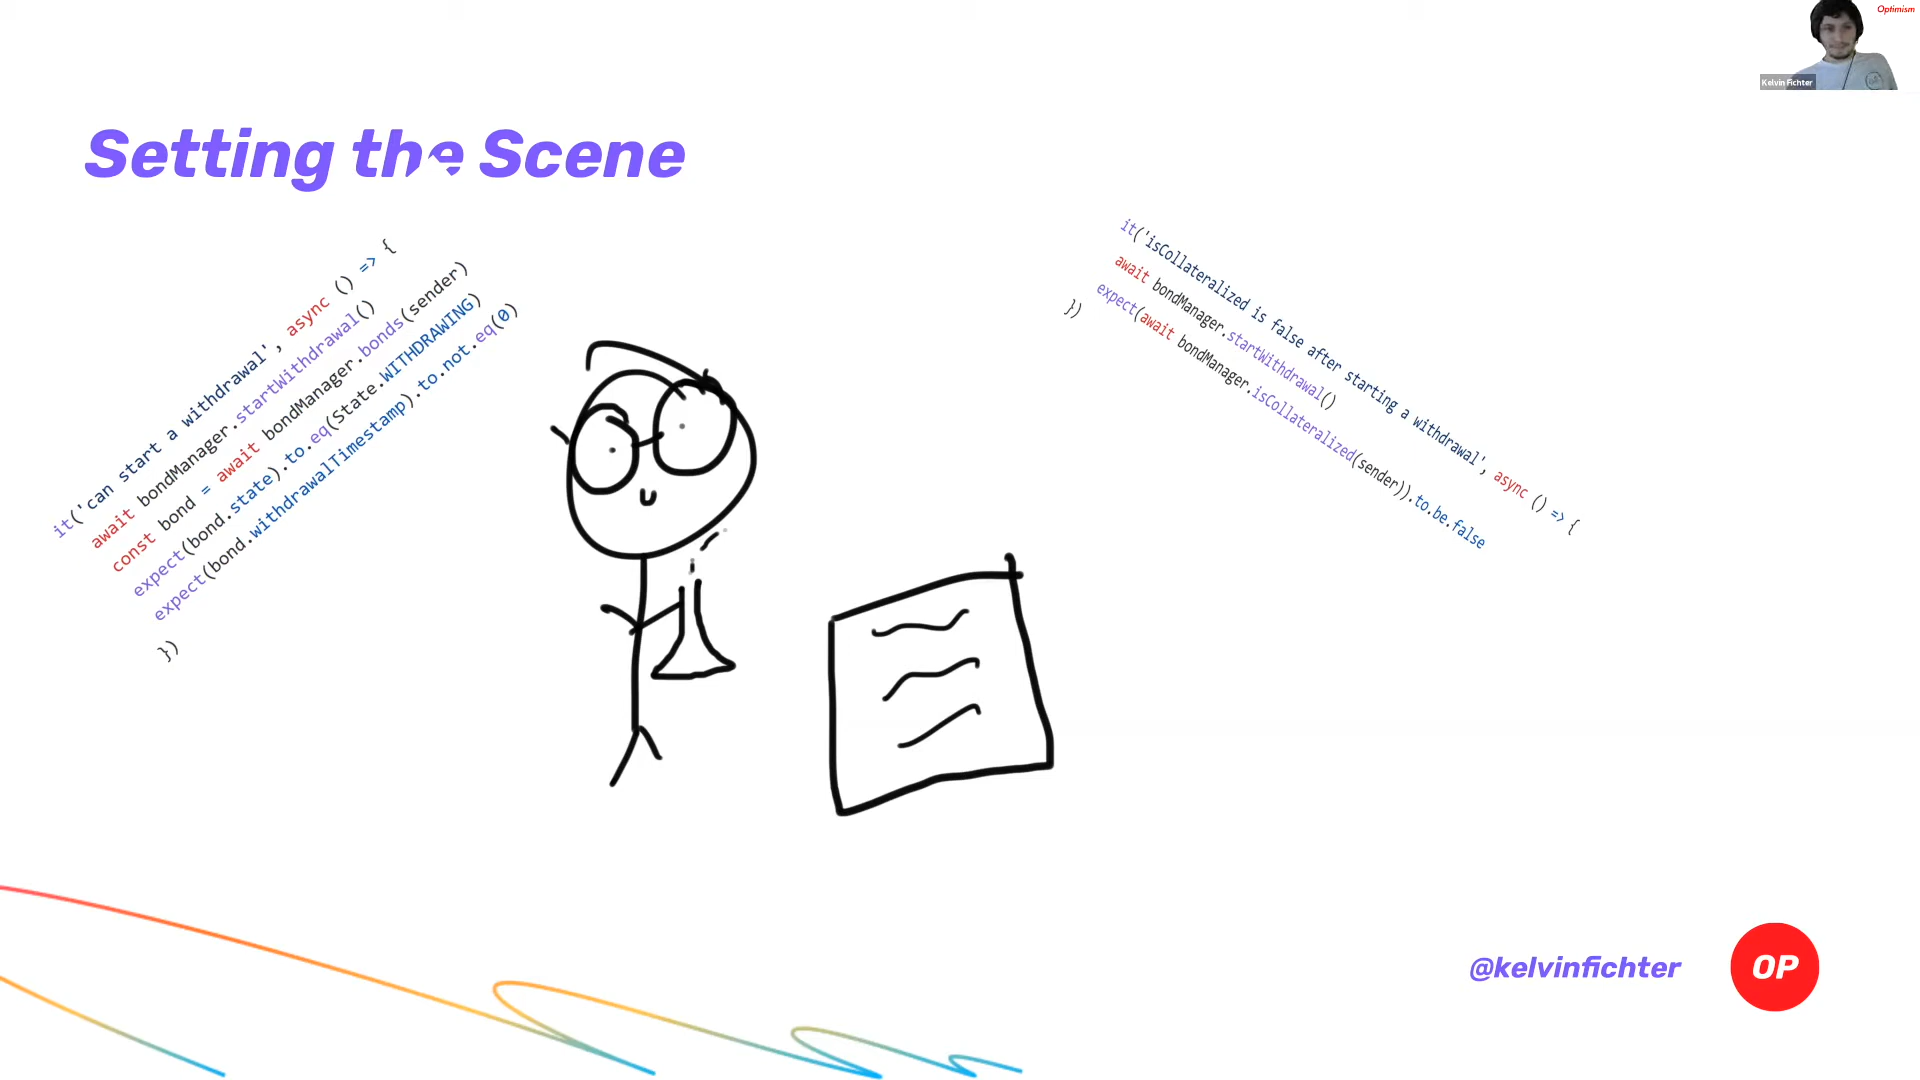 Optimism
Kelvin Fichter
Setting the Scene
it('can start a withdrawal', async () => {
await bondManager.startWithdrawal()
const bond = await bondManager.bonds(sender)
expect(bond.state).to.eq(State.WITHDRAWING)
expect(bond.withdrawalTimestamp).to.not.eq(0)
})
it('isCollateralized is false after starting a withdrawal', async () => {
await bondManager.startWithdrawal()
expect(await bondManager.isCollateralized(sender)).to.be.false
})
@kelvinfichter
OP